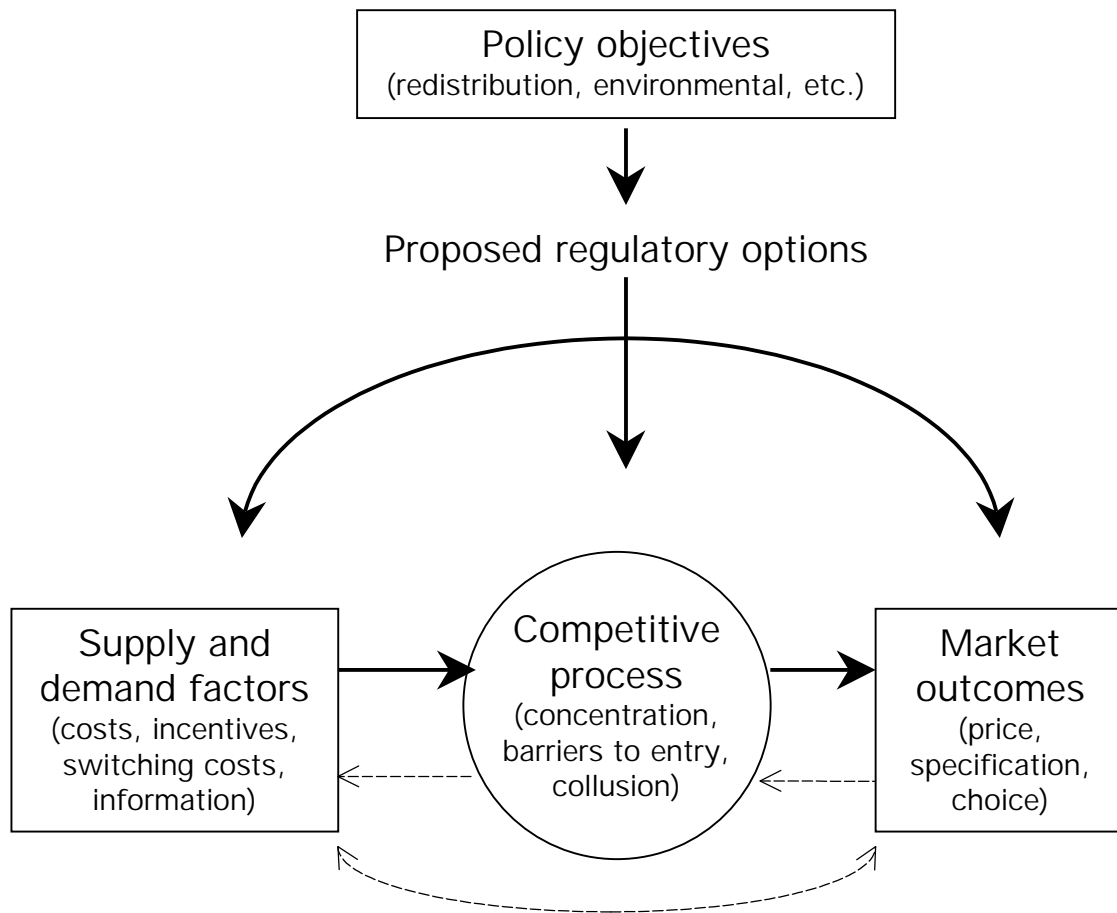 Policy objectives
(redistribution, environmental, etc.)
Proposed regulatory options
Supply and
demand factors
(costs, incentives,
switching costs,
information)
Competitive
process
(concentration,
barriers to entry,
collusion)
Market
outcomes
(price,
specification,
choice)